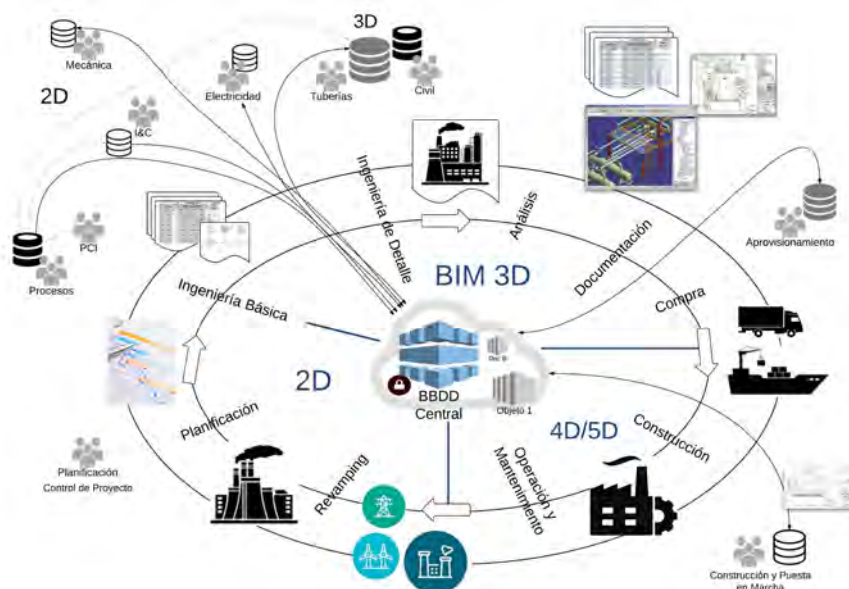 3D
Mecánica
2D
Electricidad
Tuberías
Civil
I&C
PCI
Procesos
Ingeniería de Detalle
Análisis
Documentación
Aprovisionamiento
BIM 3D
Ingeniería Básica
Compra
2D
BBDD
Central
Objeto 1
4D/5D
Planificación
Construcción
Planificación
Control de Proyecto
Revamping
Operación y
Mantenimiento
Construcción y Puesta
en Marcha